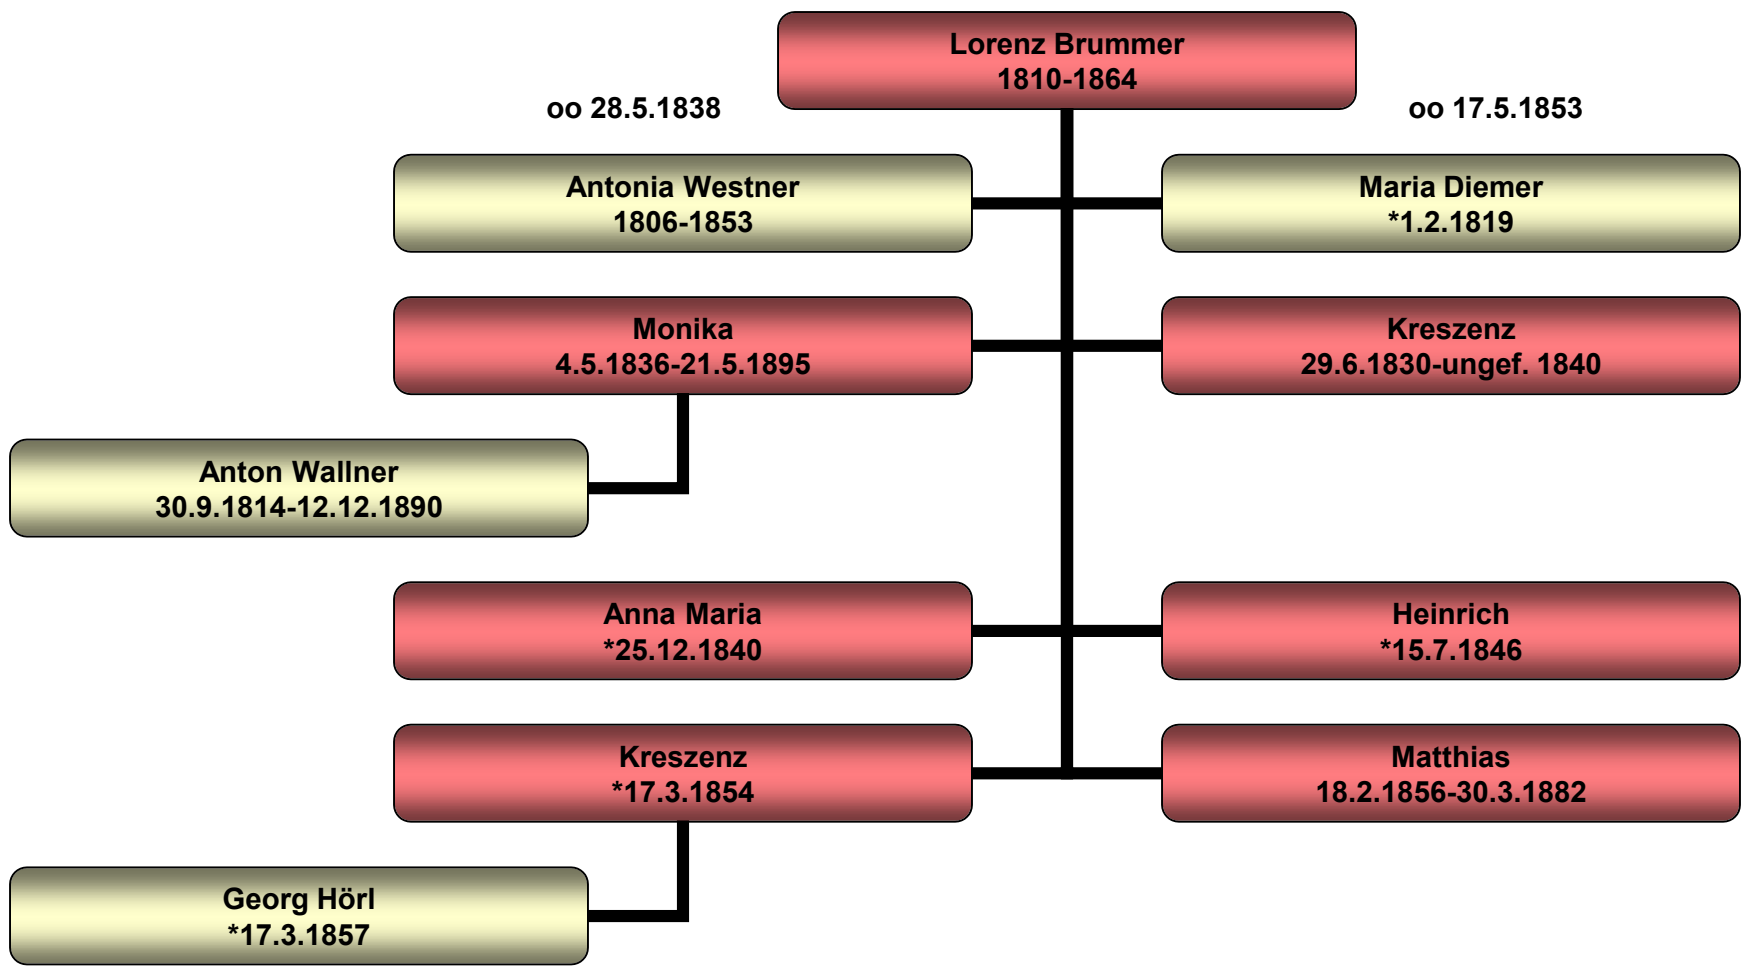 Lorenz Brummer
1810-1864
oo 28.5.1838
oo 17.5.1853
Antonia Westner
1806-1853
Maria Diemer
*1.2.1819
Monika
4.5.1836-21.5.1895
Kreszenz
29.6.1830-ungef. 1840
Anton Wallner
30.9.1814-12.12.1890
Anna Maria
*25.12.1840
Heinrich
*15.7.1846
Kreszenz
*17.3.1854
Matthias
18.2.1856-30.3.1882
Georg Hörl
*17.3.1857